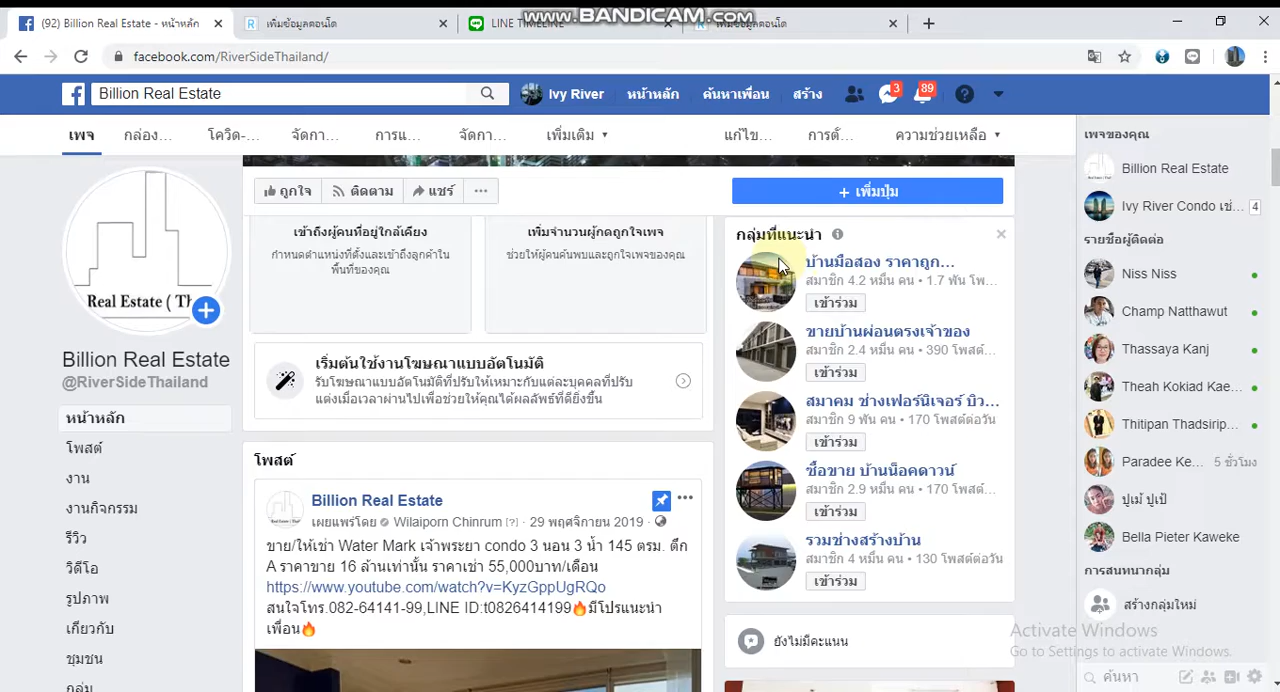 www.BANDICAM.com
(92) Billion Real Estate - หน้าหลัก
เพิ่มข้อมูลคอนโด
LINE TIMELINE
เพิ่มข้อมูลคอนโด
facebook.com/RiverSideThailand/
Billion Real Estate
Ivy River
หน้าหลัก
ค้นหาเพื่อน
สร้าง
3
89
เพจ
กล่อง...
โควิด-...
จัดกา...
การแ...
จัดกา...
เพิ่มเติม
แก้ไข...
การตั้...
ความช่วยเหลือ
ถูกใจ
ติดตาม
แชร์
+ เพิ่มปุ่ม
Real Estate ( Th
Billion Real Estate
@RiverSideThailand
หน้าหลัก
โพสต์
งาน
งานกิจกรรม
รีวิว
วิดีโอ
รูปภาพ
เกี่ยวกับ
ชุมชน
กลุ่ม
เข้าถึงผู้คนที่อยู่ใกล้เคียง
กำหนดตำแหน่งที่ตั้งและเข้าถึงลูกค้าใน
พื้นที่ของคุณ
เพิ่มจำนวนผู้กดถูกใจเพจ
ช่วยให้ผู้คนค้นพบและถูกใจเพจของคุณ
เริ่มต้นใช้งานโฆษณาแบบอัตโนมัติ
รับโฆษณาแบบอัตโนมัติที่ปรับให้เหมาะกับแต่ละบุคคลที่ปรับ
แต่งเมื่อเวลาผ่านไปเพื่อช่วยให้คุณได้ผลลัพธ์ที่ดียิ่งขึ้น
โพสต์
Billion Real Estate
เผยแพร่โดย Wilaiporn Chinrum [?] · 29 พฤศจิกายน 2019 ·
ขาย/ให้เช่า Water Mark เจ้าพระยา condo 3 นอน 3 น้ำ 145 ตรม. ตึก
A ราคาขาย 16 ล้านเท่านั้น ราคาเช่า 55,000บาท/เดือน
https://www.youtube.com/watch?v=KyzGppUgRQo
สนใจโทร.082-64141-99,LINE ID:t0826414199🔥มีโปรแนะนำ
เพื่อน🔥
กลุ่มที่แนะนำ
บ้านมือสอง ราคาถูก...
สมาชิก 4.2 หมื่น คน • 1.7 พัน โพ...
เข้าร่วม
ขายบ้านผ่อนตรงเจ้าของ
สมาชิก 2.4 หมื่น คน • 390 โพสต์...
เข้าร่วม
สมาคม ช่างเฟอร์นิเจอร์ บิว...
สมาชิก 9 พัน คน • 170 โพสต์ต่อวัน
เข้าร่วม
ซื้อขาย บ้านน็อคดาวน์
สมาชิก 2.9 หมื่น คน • 170 โพสต์...
เข้าร่วม
รวมช่างสร้างบ้าน
สมาชิก 4 หมื่น คน • 130 โพสต์ต่อวัน
เข้าร่วม
ยังไม่มีคะแนน
เพจของคุณ
Billion Real Estate
Ivy River Condo เช่... 4
รายชื่อผู้ติดต่อ
Niss Niss
Champ Natthawut
Thassaya Kanj
Theah Kokiad Kae...
Thitipan Thadsirip...
Paradee Ke... 5 ชั่วโมง
ปูเม้ ปูเป้
Bella Pieter Kaweke
การสนทนากลุ่ม
สร้างกลุ่มใหม่
Activate Windows
Go to Settings to activate Windows.
ค้นหา